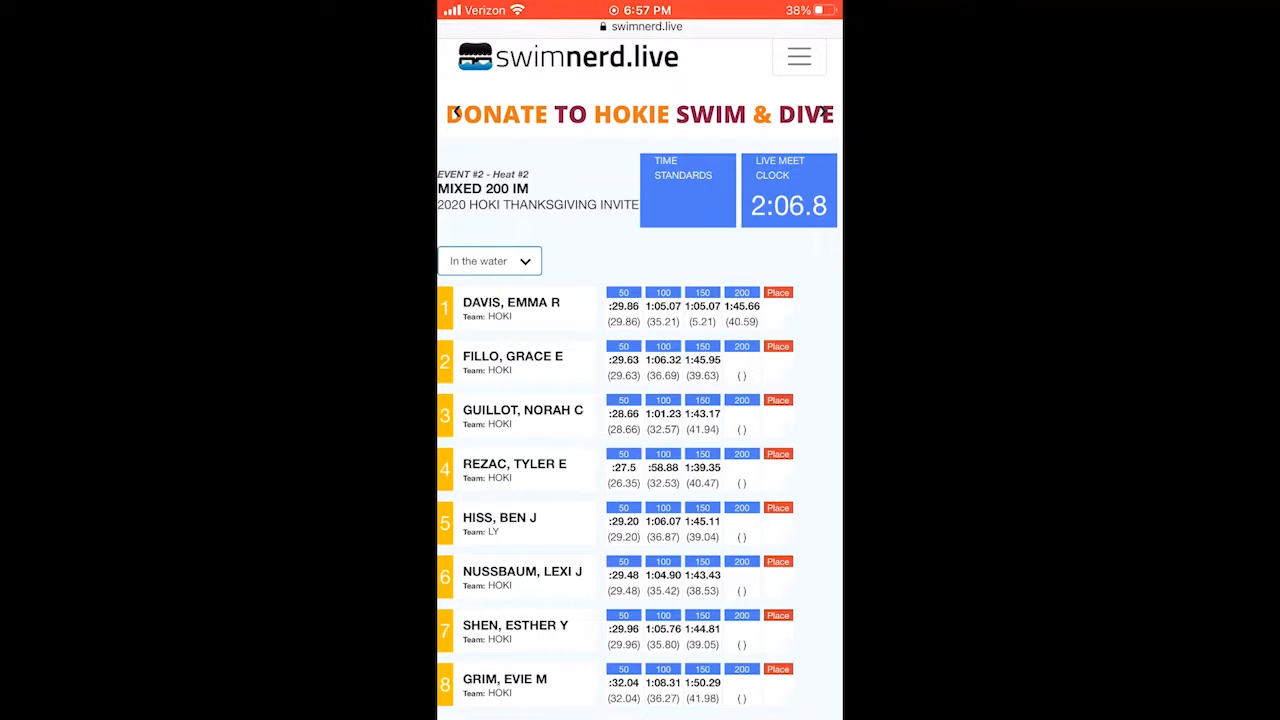 Verizon 6:57 PM 38%
swimnerd.live
swimnerd.live
DONATE TO HOKIE SWIM & DIVE
EVENT #2 - Heat #2
MIXED 200 IM
2020 HOKI THANKSGIVING INVITE
TIME
STANDARDS
LIVE MEET
CLOCK
2:06.8
In the water
1
DAVIS, EMMA R
Team: HOKI
50 100 150 200 Place
:29.86 1:05.07 1:05.07 1:45.66
(29.86) (35.21) (5.21) (40.59)
2
FILLO, GRACE E
Team: HOKI
50 100 150 200 Place
:29.63 1:06.32 1:45.95
(29.63) (36.69) (39.63) ( )
3
GUILLOT, NORAH C
Team: HOKI
50 100 150 200 Place
:28.66 1:01.23 1:43.17
(28.66) (32.57) (41.94) ( )
4
REZAC, TYLER E
Team: HOKI
50 100 150 200 Place
:27.5 :58.88 1:39.35
(26.35) (32.53) (40.47) ( )
5
HISS, BEN J
Team: LY
50 100 150 200 Place
:29.20 1:06.07 1:45.11
(29.20) (36.87) (39.04) ( )
6
NUSSBAUM, LEXI J
Team: HOKI
50 100 150 200 Place
:29.48 1:04.90 1:43.43
(29.48) (35.42) (38.53) ( )
7
SHEN, ESTHER Y
Team: HOKI
50 100 150 200 Place
:29.96 1:05.76 1:44.81
(29.96) (35.80) (39.05) ( )
8
GRIM, EVIE M
Team: HOKI
50 100 150 200 Place
:32.04 1:08.31 1:50.29
(32.04) (36.27) (41.98) ( )